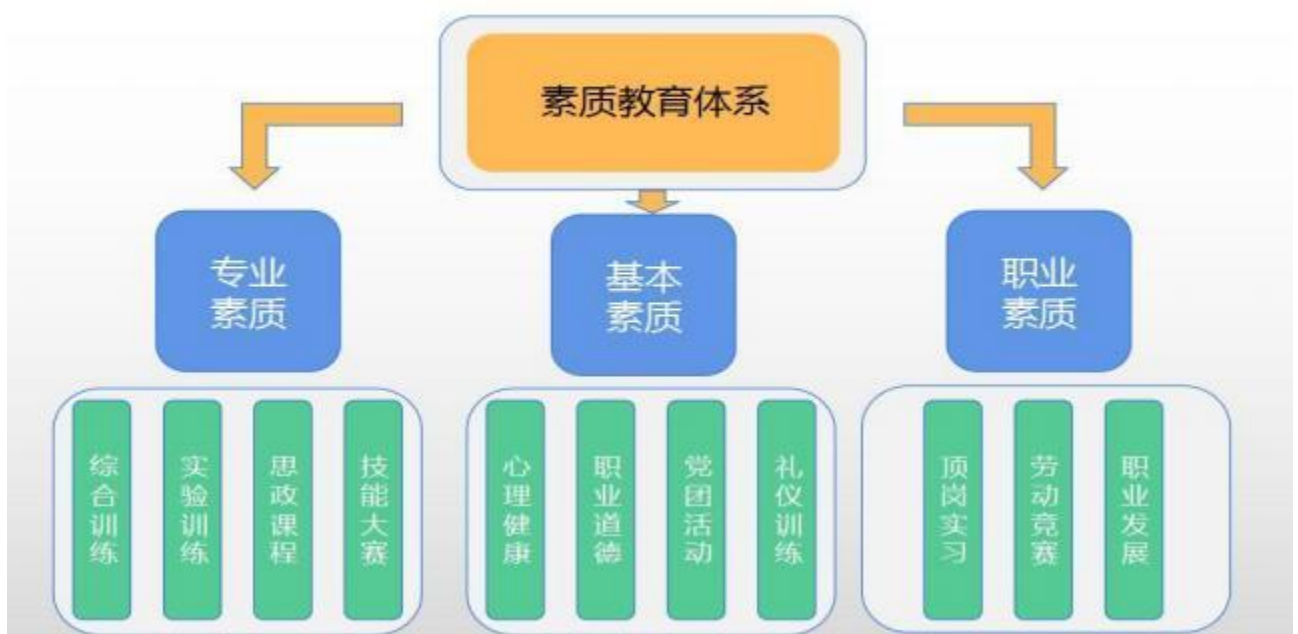 素质教育体系
专业
素质
基本
素质
职业
素质
综合训练
实验训练
思政课程
技能大赛
心理健康
职业道德
党团活动
礼仪训练
顶岗实习
劳动竞赛
职业发展